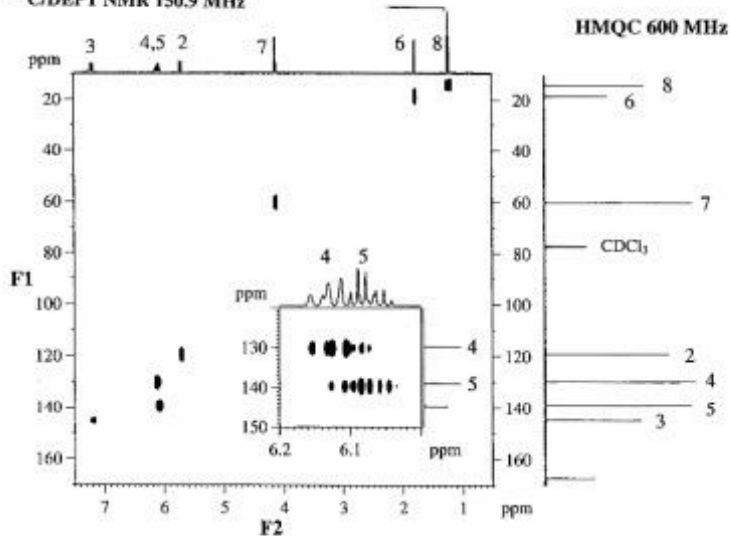 C/DEPT NMR 150.9 MHz
HMQC 600 MHz
3 4,5 2 7 6 8
ppm
20 20 8
6
40 40
60 60 7
80 80 CDCl3
F1
4 5
100 ppm 100
120 120 2
130 4 4
140 140 5 140 5
3
150
160 6.2 6.1 ppm 160
7 6 5 4 3 2 1 ppm
F2